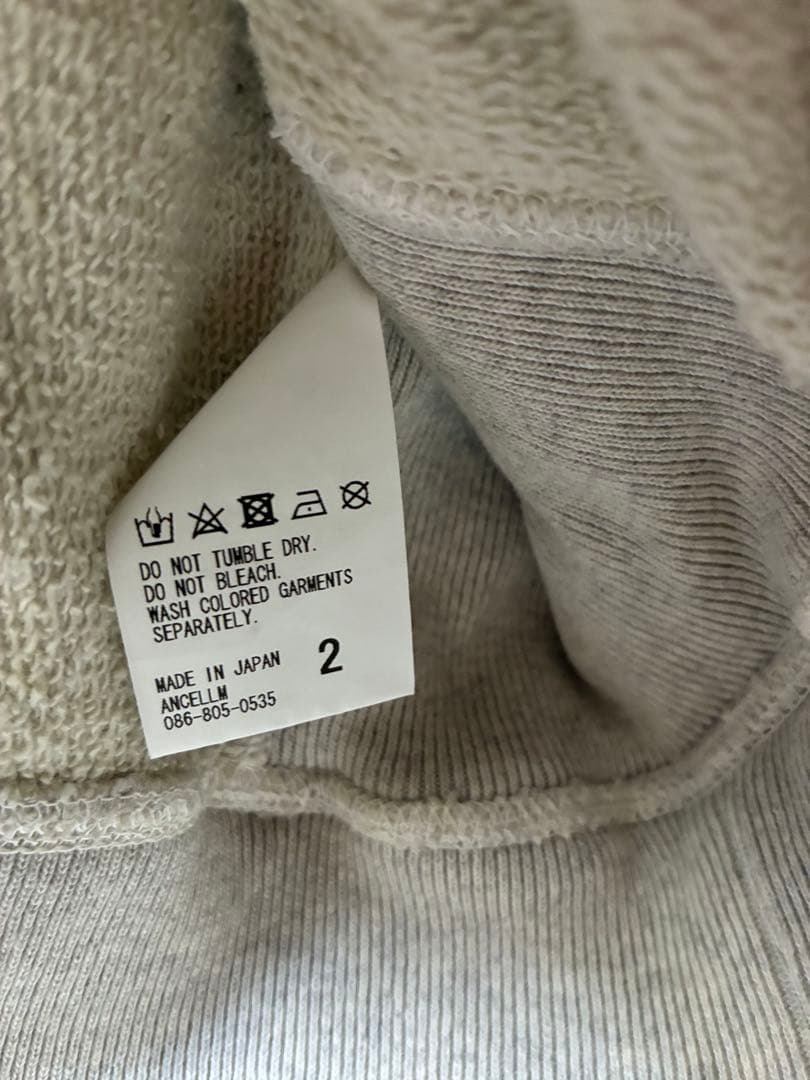 DO NOT TUMBLE DRY.
DO NOT BLEACH.
WASH COLORED GARMENTS
SEPARATELY.
MADE IN JAPAN
2
ANCELLM
086-805-0535